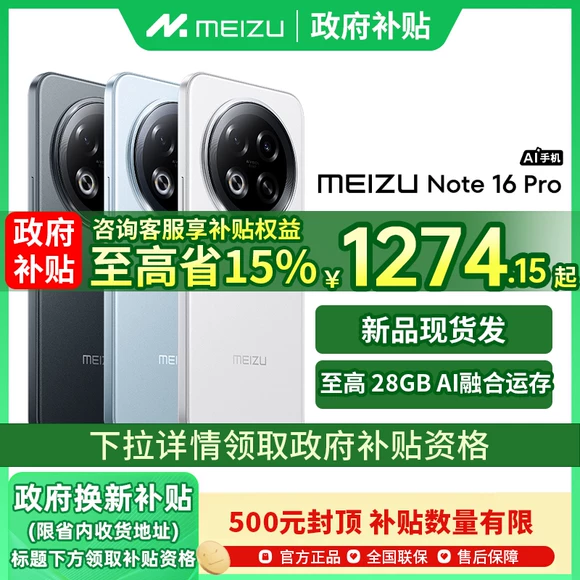 MEIZU | 政府补贴
AI手机
MEIZU Note 16 Pro
政府
补贴
咨询客服享补贴权益
至高省15%
¥1274.15起
新品现货发
至高 28GB AI融合运存
MEIZU
MEIZU
MEIZU
下拉详情领取政府补贴资格
政府换新补贴
(限省内收货地址)
标题下方领取补贴资格
500元封顶 补贴数量有限
官方正品 全国联保 售后保障